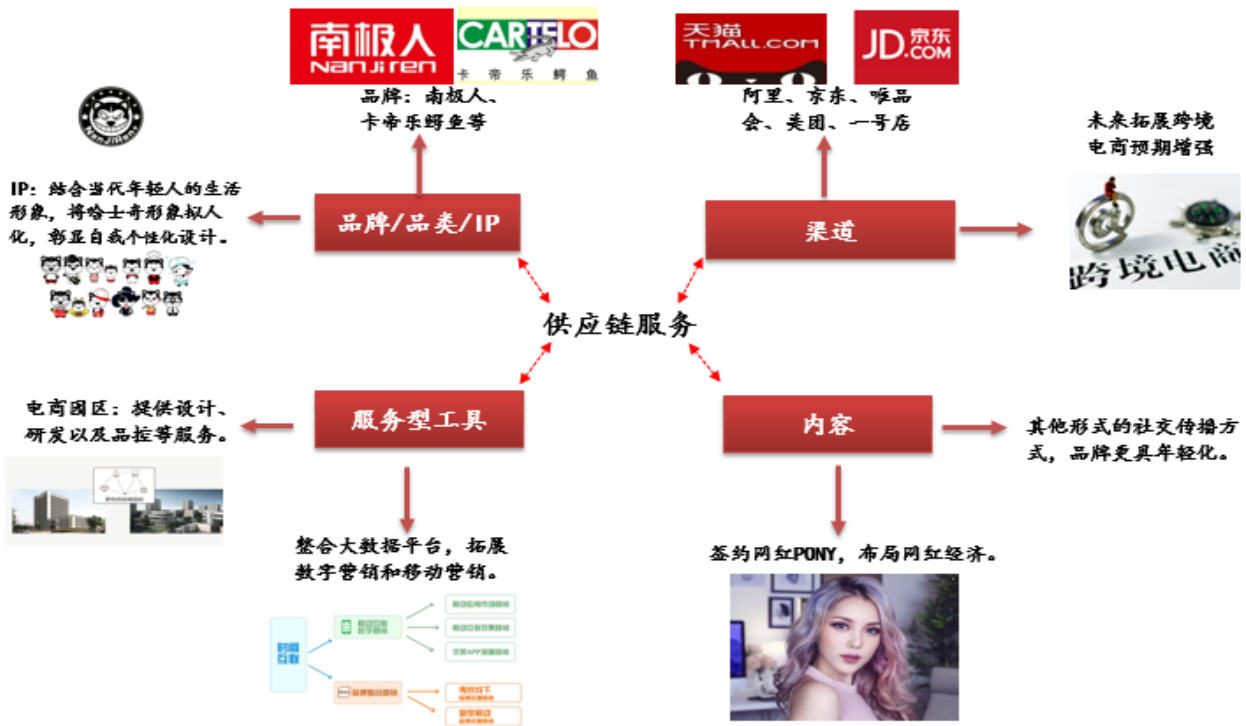 南极人
NanJiren
CARTELO
卡帝乐鳄鱼
天猫
TMALL.COM
JD 京东
.COM
品牌：南极人、
卡帝乐鳄鱼等
阿里、京东、唯品
会、美团、一号店
未来拓展跨境
电商预期增强
NanJiRen+
IP：结合当代年轻人的生活
形象，将哈士奇形象拟人
化，彰显自我个性化设计。
品牌/品类/IP
渠道
跨境电商
供应链服务
服务型工具
内容
电商园区：提供设计、
研发以及品控等服务。
其他形式的社交传播方
式，品牌更具年轻化。
整合大数据平台，拓展
数字营销和移动营销。
签约网红PONY，布局网红经济。
时间
互联